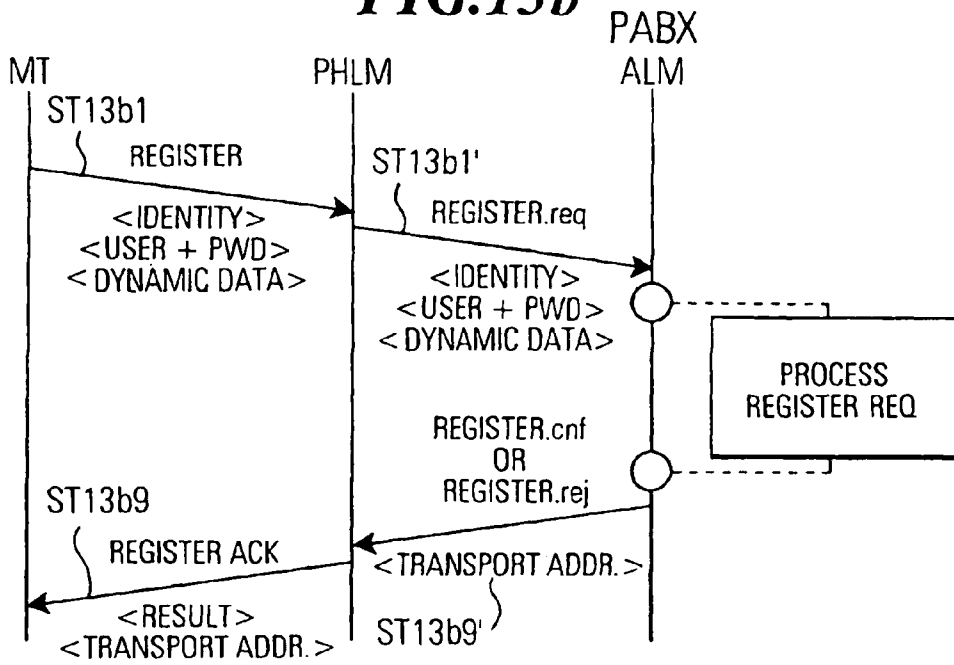 FIG.13b
PABX
MT
PHLM
ALM
ST13b1
REGISTER
ST13b1'
<IDENTITY>
<USER + PWD>
<DYNAMIC DATA>
REGISTER.req
<IDENTITY>
<USER + PWD>
<DYNAMIC DATA>
PROCESS
REGISTER REQ
REGISTER.cnf
OR
REGISTER.rej
ST13b9
REGISTER ACK
<TRANSPORT ADDR.>
<RESULT>
<TRANSPORT ADDR.>
ST13b9'